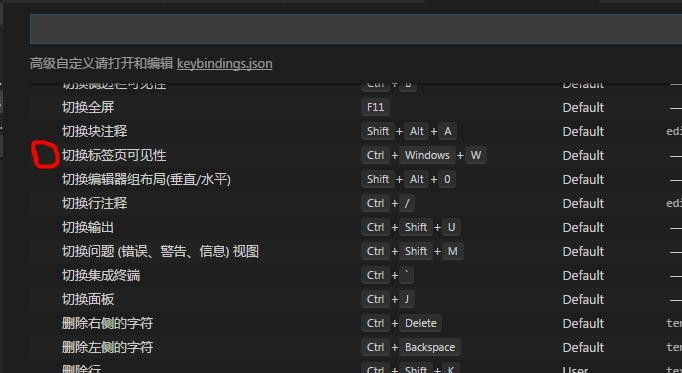 高级自定义请打开和编辑 keybindings.json
切换侧边栏可见性 Ctrl + B Default —
切换全屏 F11 Default —
切换块注释 Shift + Alt + A Default edi
切换标签页可见性 Ctrl + Windows + W Default —
切换编辑器组布局(垂直/水平) Shift + Alt + 0 Default —
切换行注释 Ctrl + / Default edi
切换输出 Ctrl + Shift + U Default —
切换问题 (错误、警告、信息) 视图 Ctrl + Shift + M Default —
切换集成终端 Ctrl + ` Default —
切换面板 Ctrl + J Default —
删除右侧的字符 Ctrl + Delete Default ter
删除左侧的字符 Ctrl + Backspace Default ter
删除行 Ctrl + Shift + K User